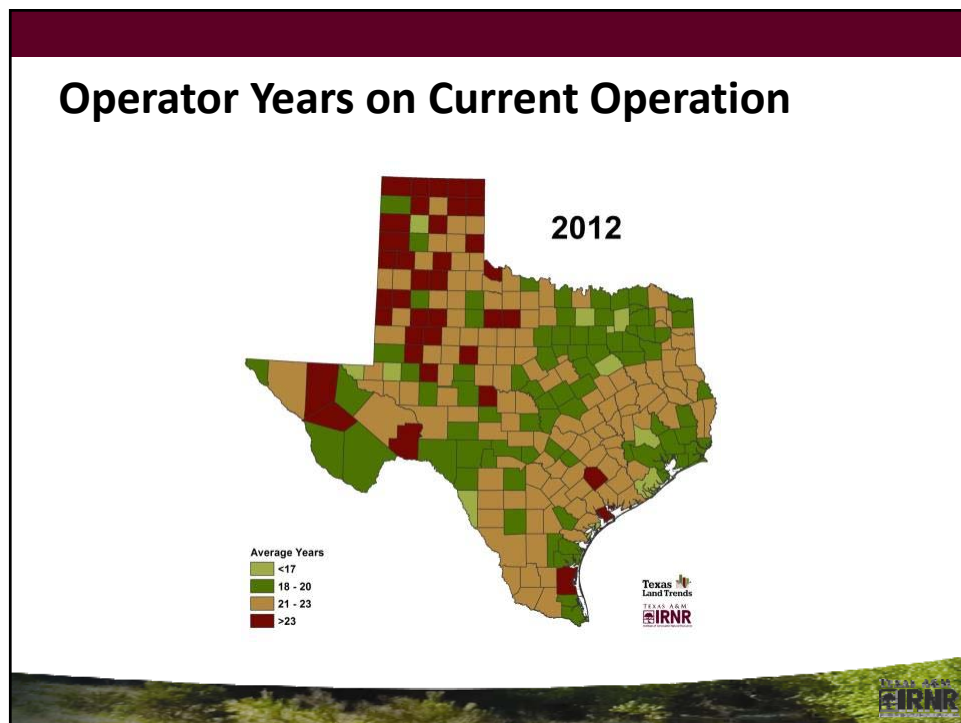 Operator Years on Current Operation
2012
Average Years
<17
18 - 20
21 - 23
>23
Texas
Land Trends
TEXAS A&M
IRNR
TEXAS A&M
IRNR